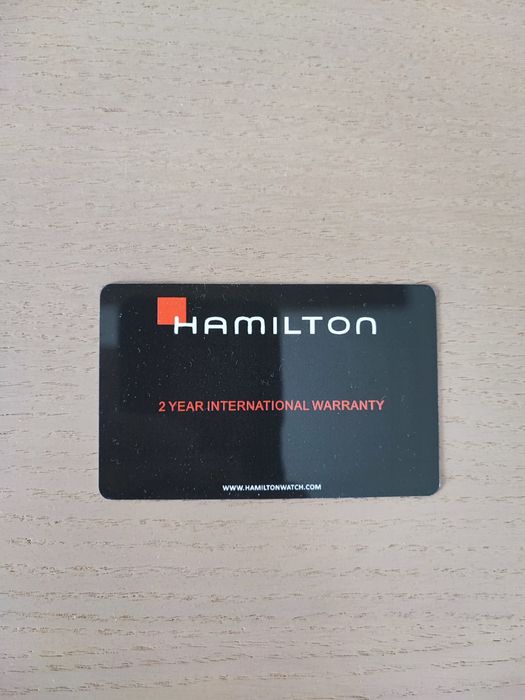 HAMILTON
2 YEAR INTERNATIONAL WARRANTY
WWW.HAMILTONWATCH.COM